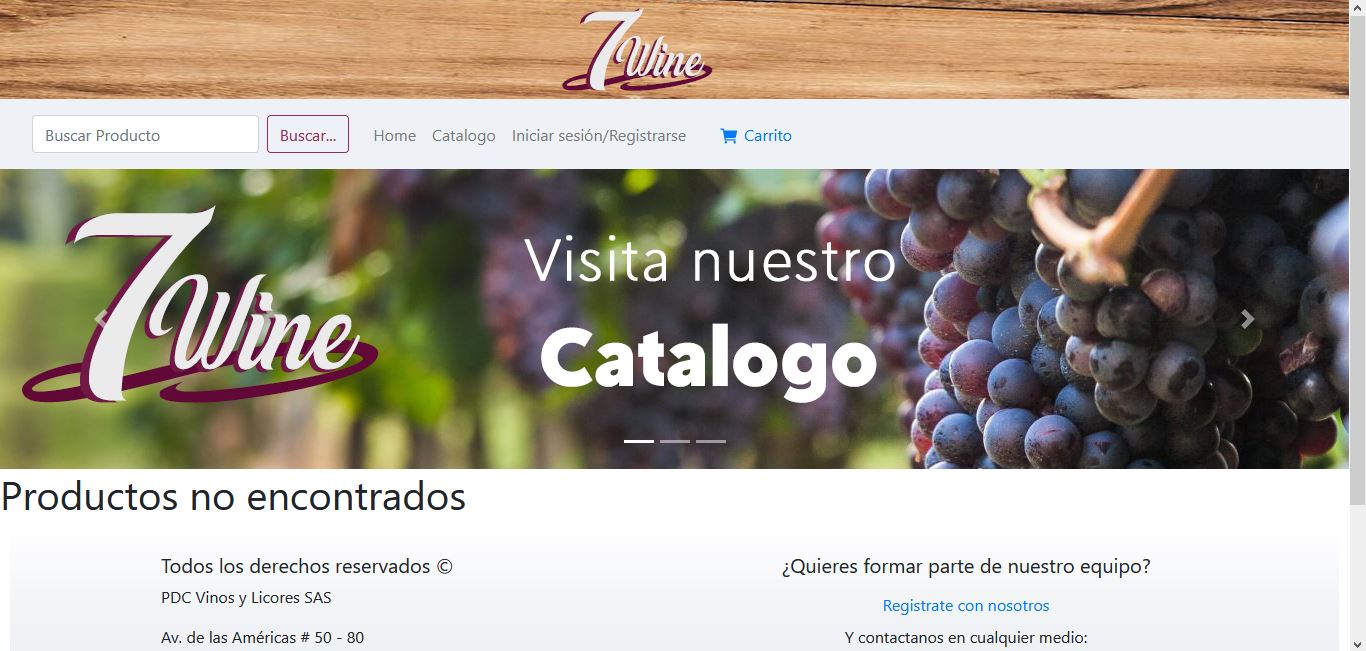 7Wine
Buscar Producto
Buscar...
Home
Catalogo
Iniciar sesión/Registrarse
Carrito
7Wine
Visita nuestro
Catalogo
Productos no encontrados
Todos los derechos reservados ©
PDC Vinos y Licores SAS
Av. de las Américas # 50 - 80
¿Quieres formar parte de nuestro equipo?
Registrate con nosotros
Y contactanos en cualquier medio: